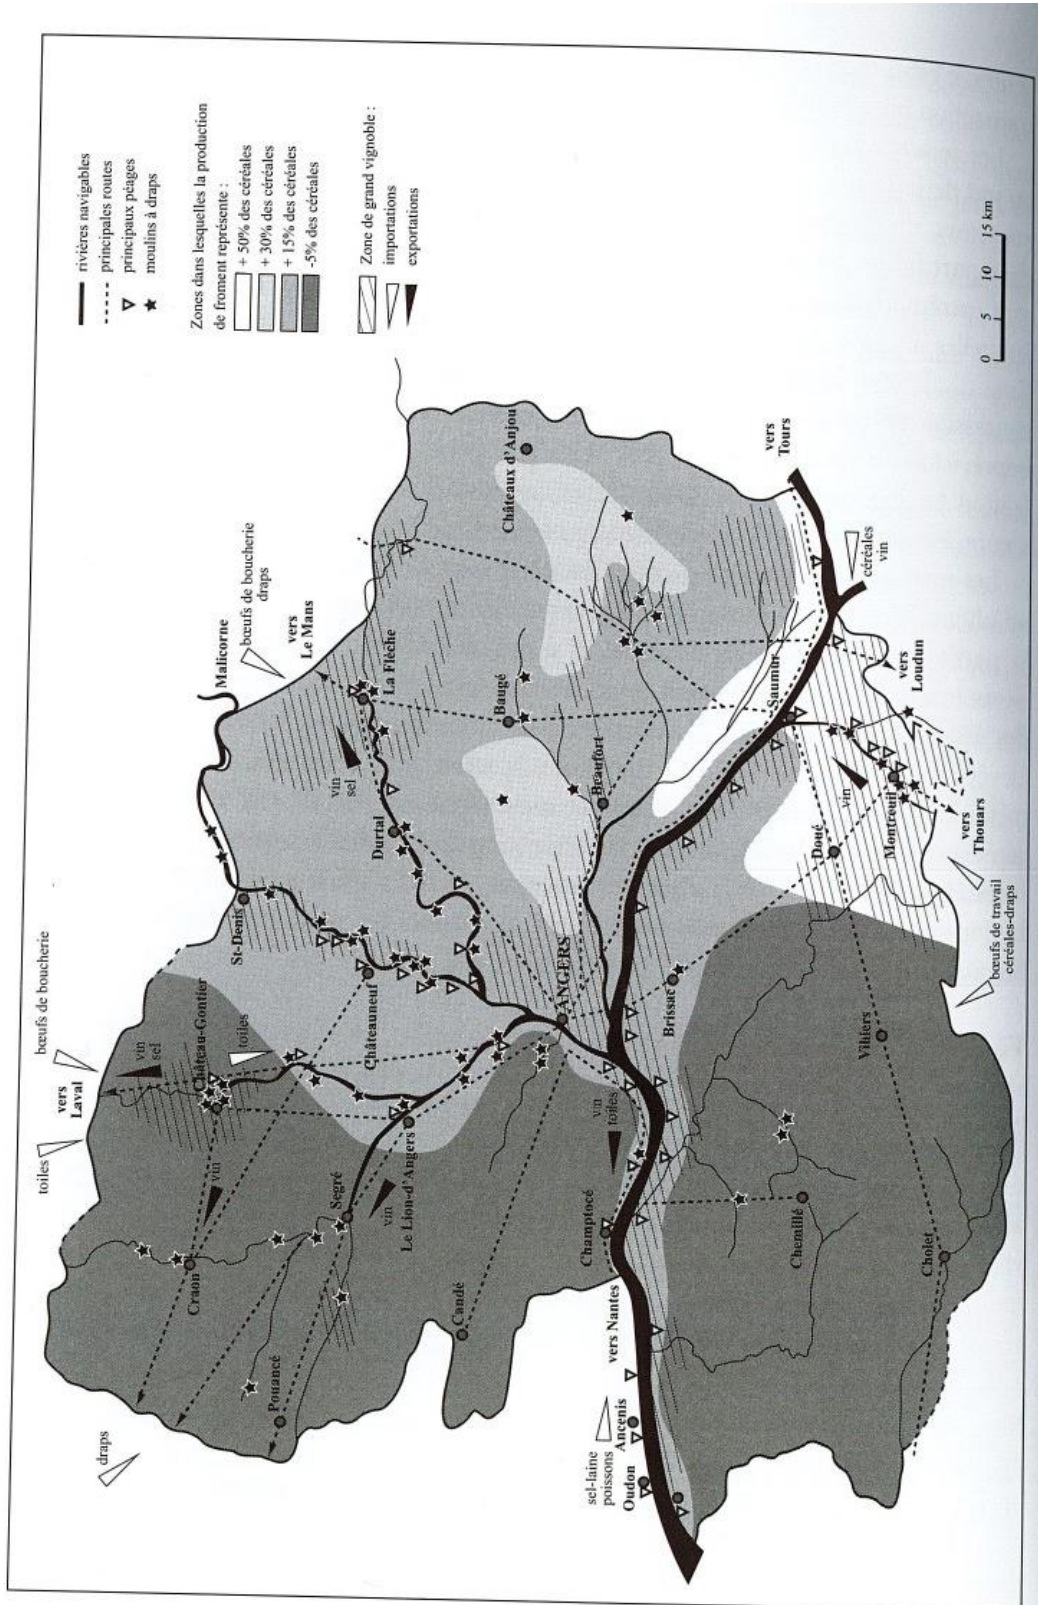 rivières navigables
principales routes
principaux péages
moulins à draps
Zones dans lesquelles la production
de froment représente :
+ 50% des céréales
+ 30% des céréales
+ 15% des céréales
-5% des céréales
Zone de grand vignoble :
importations
exportations
0 5 10 15 km
draps
toiles
vers
Laval
bœufs de boucherie
vin
sel
Château-Gontier
toiles
vin
Craon
Pouancé
Segré
vin
Le Lion-d'Angers
Candé
St-Denis
Châteauneuf
Malicorne
bœufs de boucherie
draps
vers
Le Mans
La Flèche
vin
sel
Durtal
Baugé
Beaufort
Châteaux d'Anjou
ANGERS
vin
toiles
Champtocé
vers Nantes
sel-laine
poissons
Ancenis
Oudon
Brissac
Saumur
vers
Tours
céréales
vin
vers
Loudun
vin
Montreuil
Doué
vers
Thouars
bœufs de travail
céréales-draps
Vihiers
Chemillé
Cholet